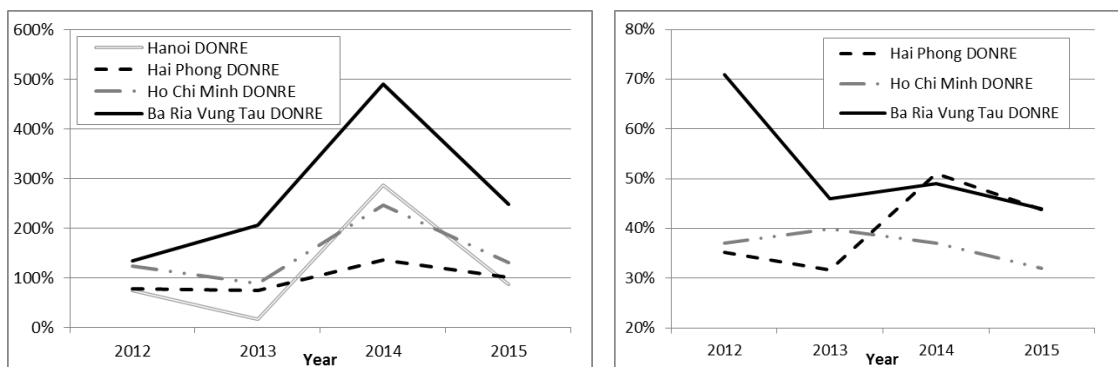 600%
500%
400%
300%
200%
100%
0%
Hanoi DONRE
Hai Phong DONRE
Ho Chi Minh DONRE
Ba Ria Vung Tau DONRE
2012 2013 2014 2015
Year
80%
70%
60%
50%
40%
30%
20%
Hai Phong DONRE
Ho Chi Minh DONRE
Ba Ria Vung Tau DONRE
2012 2013 2014 2015
Year